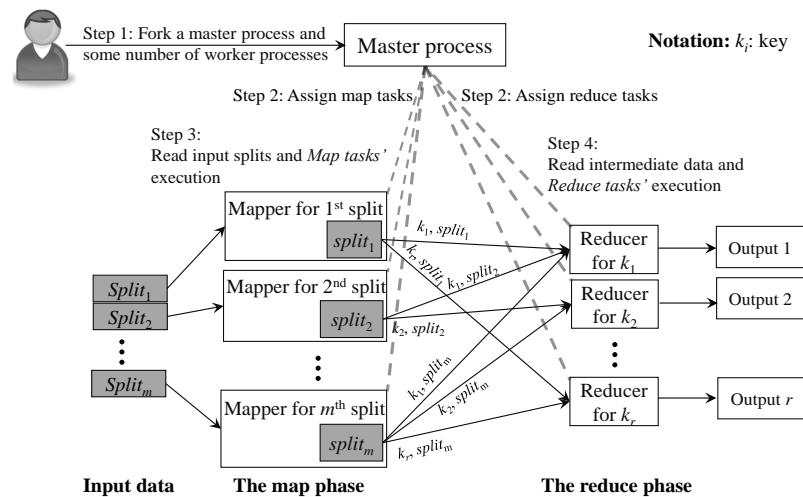 Step 1: Fork a master process and
some number of worker processes
Master process
Notation: kᵢ: key
Step 2: Assign map tasks
Step 2: Assign reduce tasks
Step 3:
Read input splits and Map tasks’
execution
Step 4:
Read intermediate data and
Reduce tasks’ execution
Mapper for 1st split
split1
Mapper for 2nd split
split2
Mapper for mth split
splitm
Split1
Split2
Splitm
k1, split1
kr, split1
k1, split2
k2, split2
k1, splitm
k2, splitm
kr, splitm
Reducer
for k1
Reducer
for k2
Reducer
for kr
Output 1
Output 2
Output r
Input data
The map phase
The reduce phase